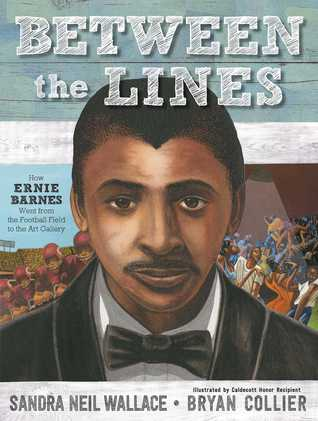 BETWEEN
the LINES
How
ERNIE
BARNES
Went from
the Football Field
to the Art Gallery
Illustrated by Caldecott Honor Recipient
SANDRA NEIL WALLACE • BRYAN COLLIER